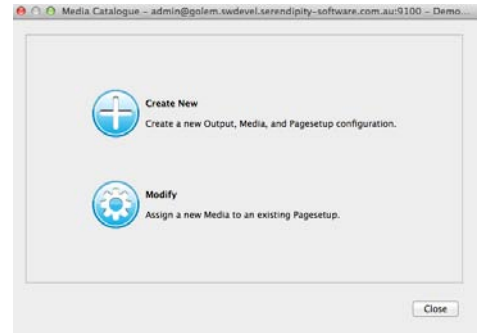 Media Catalogue – admin@golem.swdevel.serendipity-software.com.au:9100 – Demo...
Create New
Create a new Output, Media, and Pagesetup configuration.
Modify
Assign a new Media to an existing Pagesetup.
Close